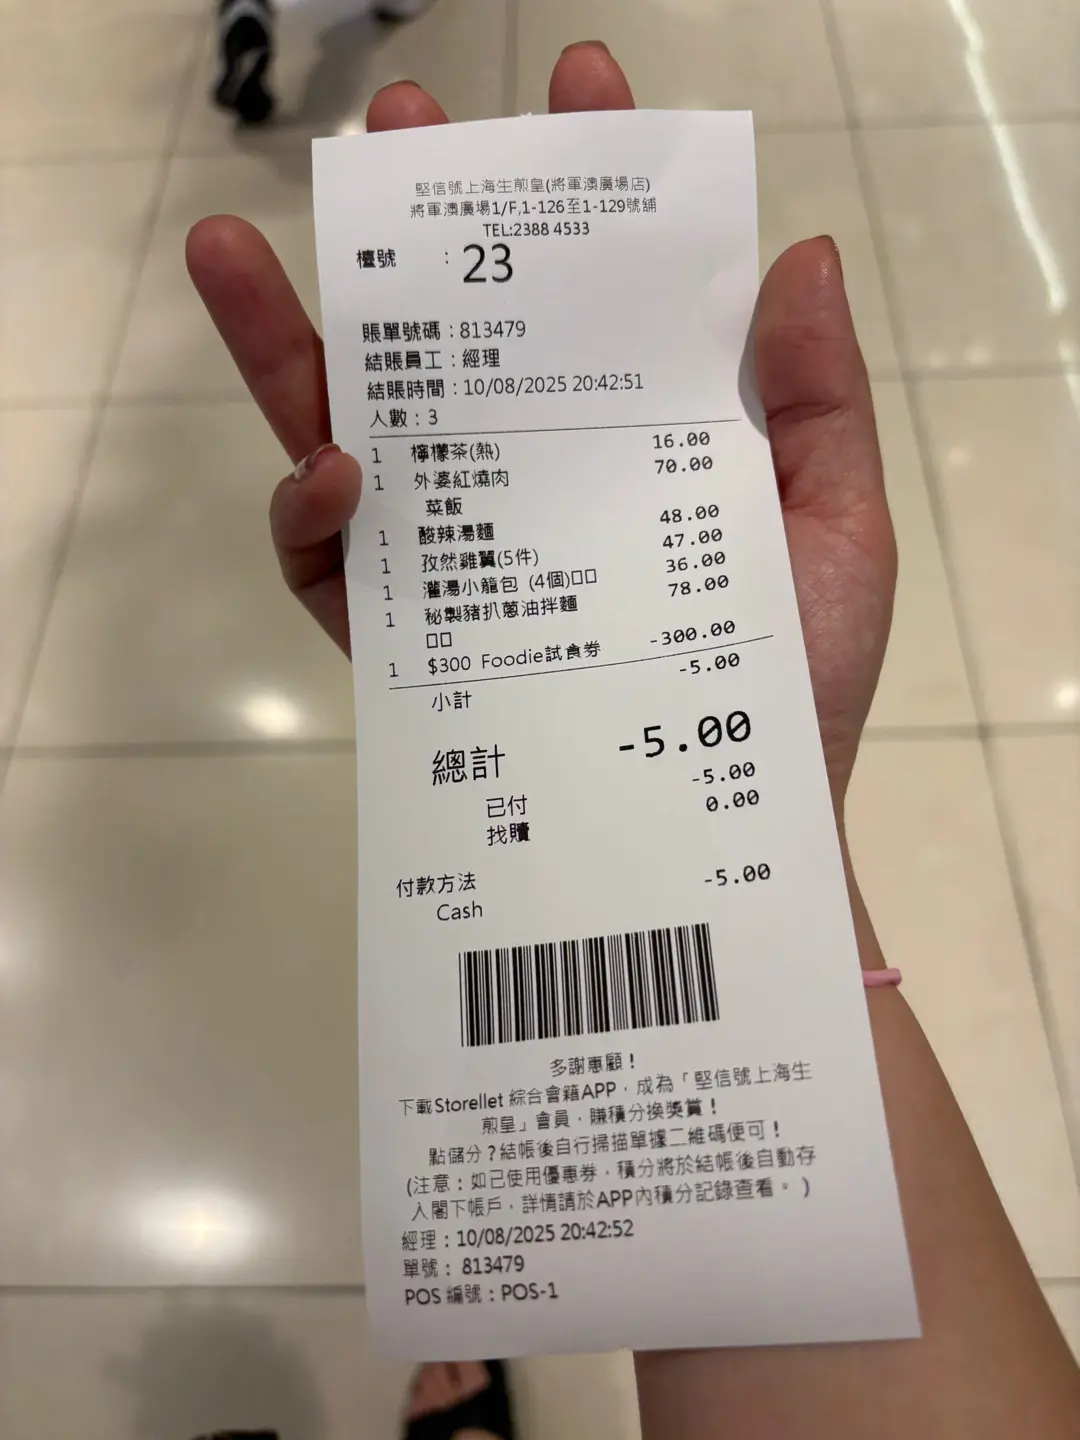 堅信號上海生煎皇(將軍澳廣場店)
將軍澳廣場1/F,1-126至1-129號舖
TEL:2388 4533
檯號 : 23
賬單號碼 : 813479
結賬員工 : 經理
結賬時間 : 10/08/2025 20:42:51
人數 : 3
1 檸檬茶(熱) 16.00
1 外婆紅燒肉 70.00
菜飯
1 酸辣湯麵 48.00
1 孜然雞翼(5件) 47.00
1 灌湯小籠包 (4個)□□ 36.00
1 秘製豬扒蔥油拌麵 78.00
□□
1 $300 Foodie試食券 -300.00
小計 -5.00
總計 -5.00
已付 -5.00
找贖 0.00
付款方法
Cash -5.00
多謝惠顧！
下載Storellet 綜合會籍APP，成為「堅信號上海生
煎皇」會員，賺積分換獎賞！
點儲分？結帳後自行掃描單據二維碼便可！
(注意：如已使用優惠券，積分將於結帳後自動存
入閣下帳戶，詳情請於APP內積分記錄查看。)
經理 : 10/08/2025 20:42:52
單號 : 813479
POS 編號 : POS-1